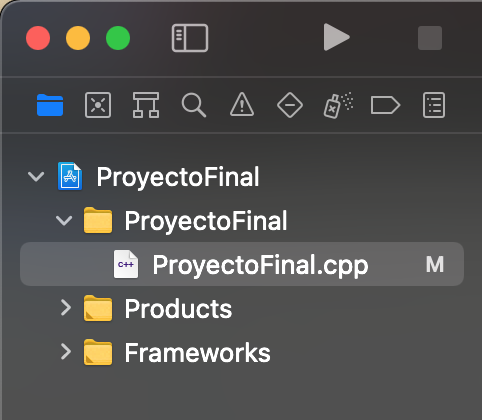 ProyectoFinal
ProyectoFinal
C++ ProyectoFinal.cpp M
Products
Frameworks